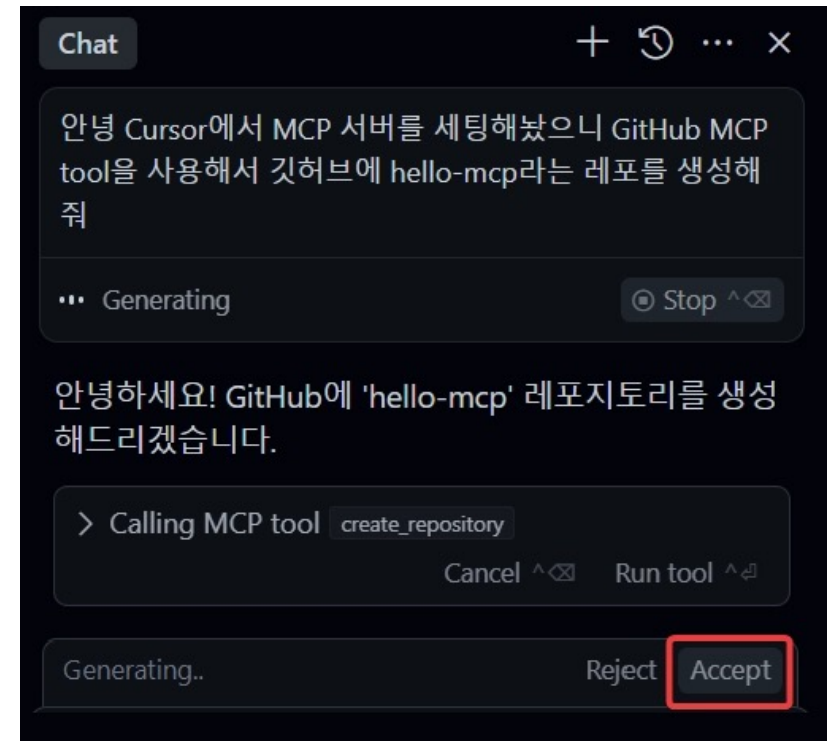 Chat
안녕 Cursor에서 MCP 서버를 세팅해놨으니 GitHub MCP
tool을 사용해서 깃허브에 hello-mcp라는 레포를 생성해
줘
Generating
Stop ^⌫
안녕하세요! GitHub에 'hello-mcp' 레포지토리를 생성
해드리겠습니다.
Calling MCP tool create_repository
Cancel ^⌫ Run tool ^⏎
Generating.. Reject Accept